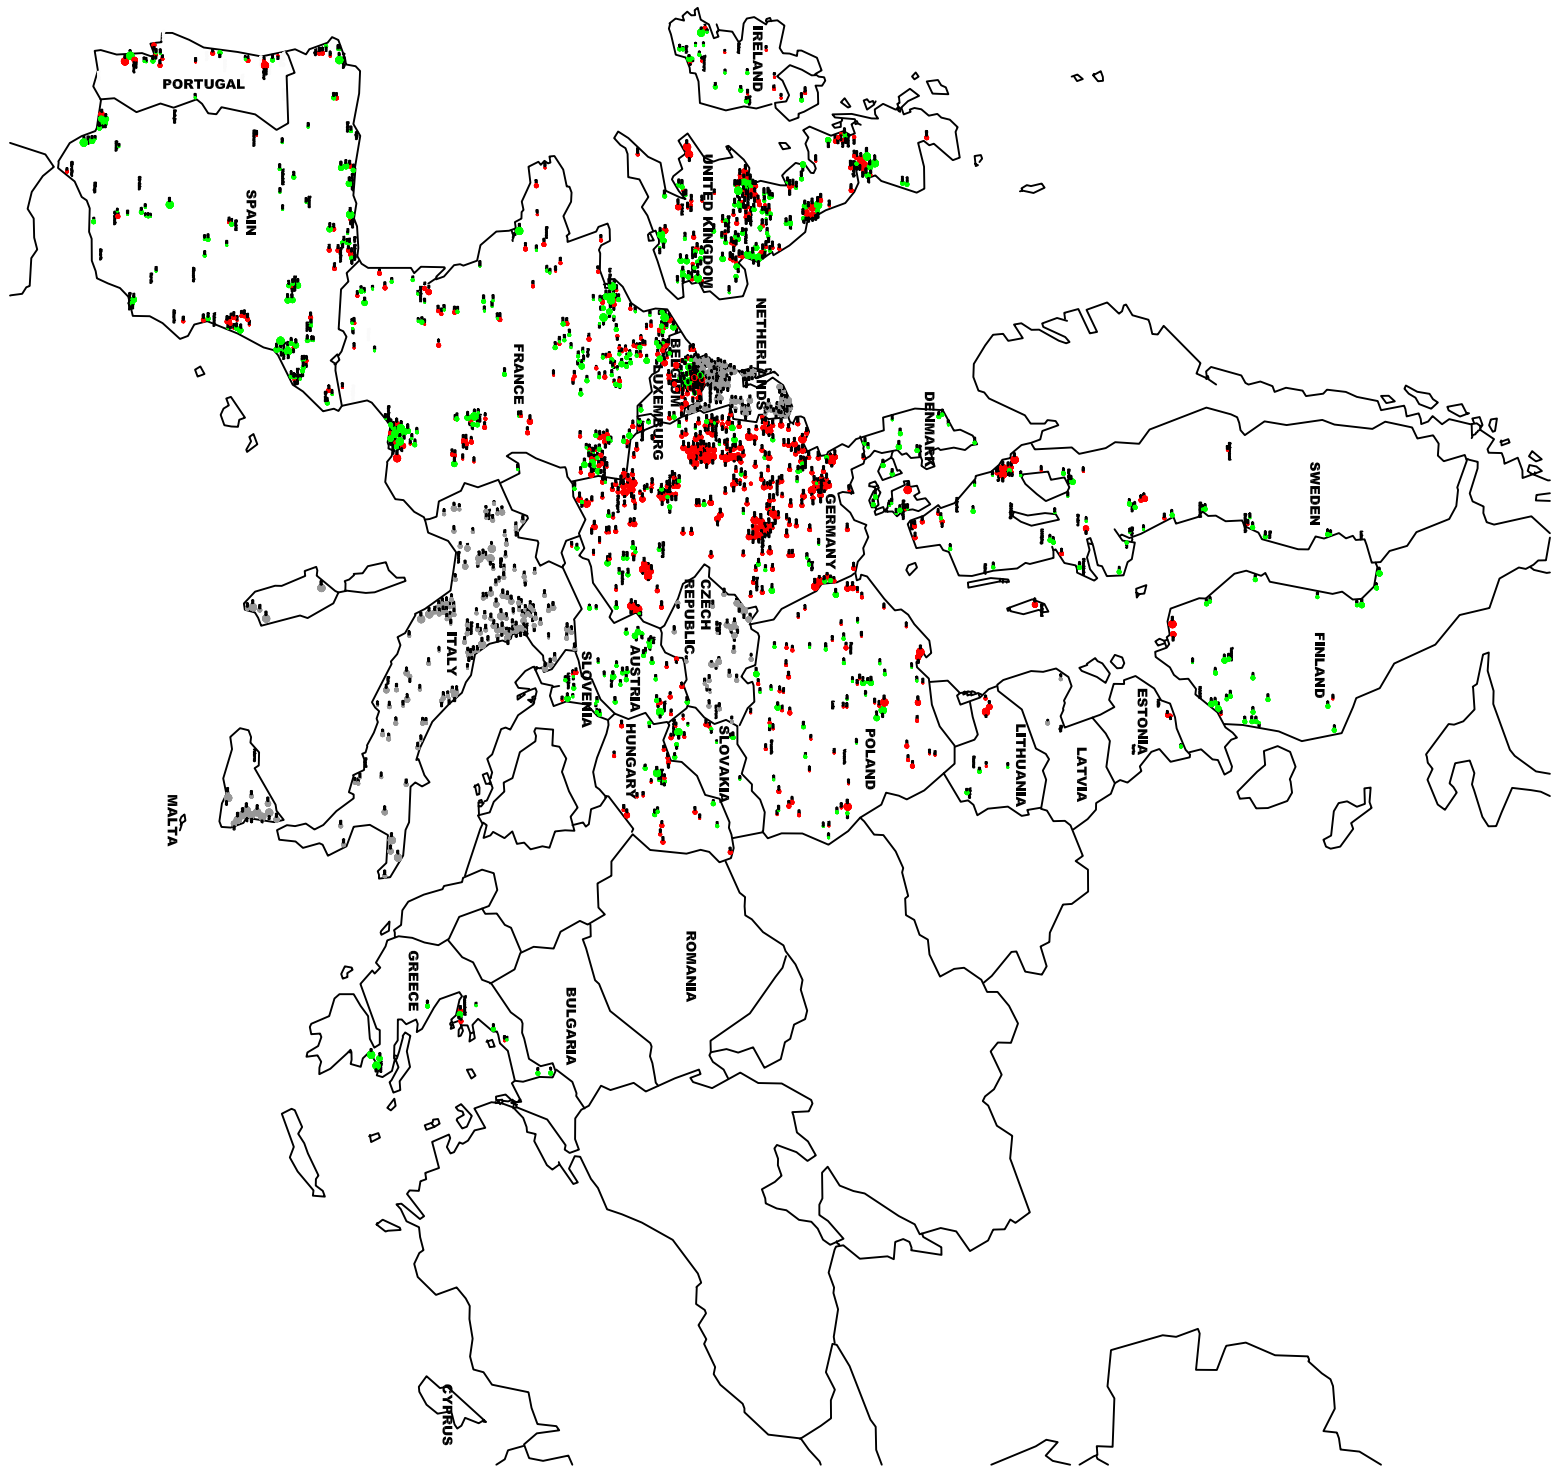 IRELAND
PORTUGAL
UNITED KINGDOM
SPAIN
NETHERLANDS
BELGIUM
LUXEMBURG
FRANCE
DENMARK
SWEDEN
GERMANY
CZECH
REPUBLIC
ITALY
AUSTRIA
SLOVENIA
FINLAND
ESTONIA
LITHUANIA
LATVIA
HUNGARY
SLOVAKIA
POLAND
MALTA
ROMANIA
GREECE
BULGARIA
CYPRUS